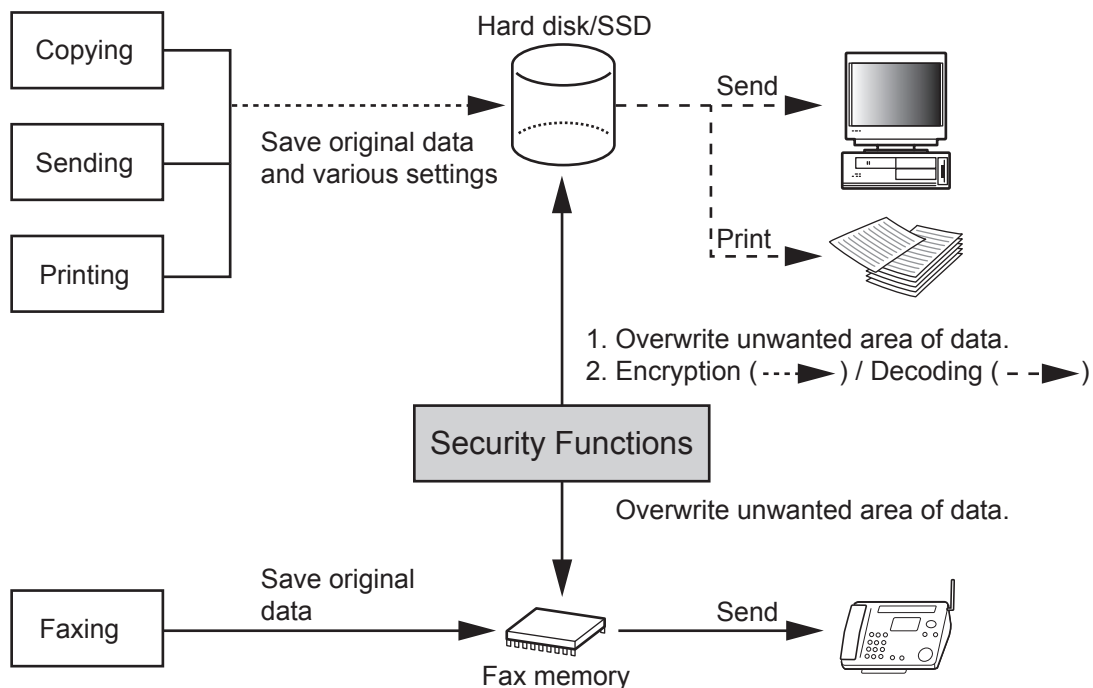 Hard disk/SSD
Copying
Send
Save original data
and various settings
Sending
Print
Printing
1. Overwrite unwanted area of data.
2. Encryption ( ) / Decoding ( )
Security Functions
Overwrite unwanted area of data.
Save original
data
Faxing
Send
Fax memory